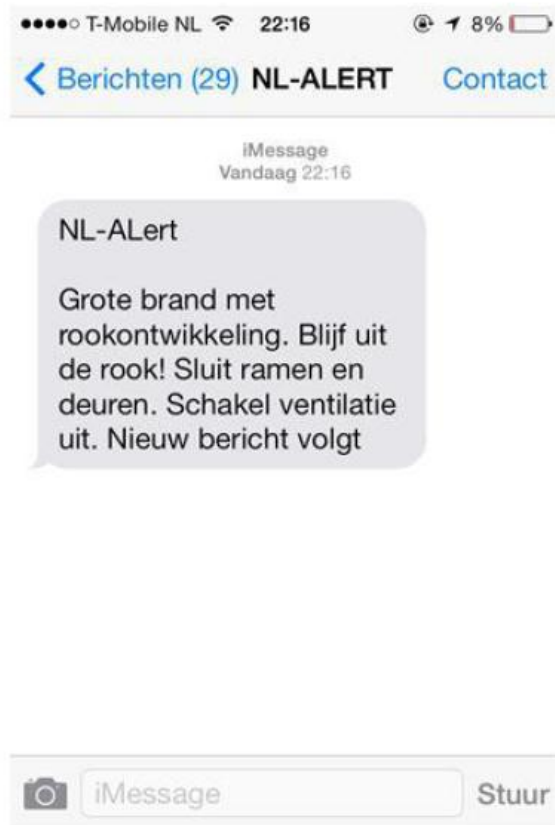 T-Mobile NL 22:16 8%
Berichten (29) NL-ALERT Contact
iMessage
Vandaag 22:16
NL-ALert
Grote brand met
rookontwikkeling. Blijf uit
de rook! Sluit ramen en
deuren. Schakel ventilatie
uit. Nieuw bericht volgt
iMessage Stuur